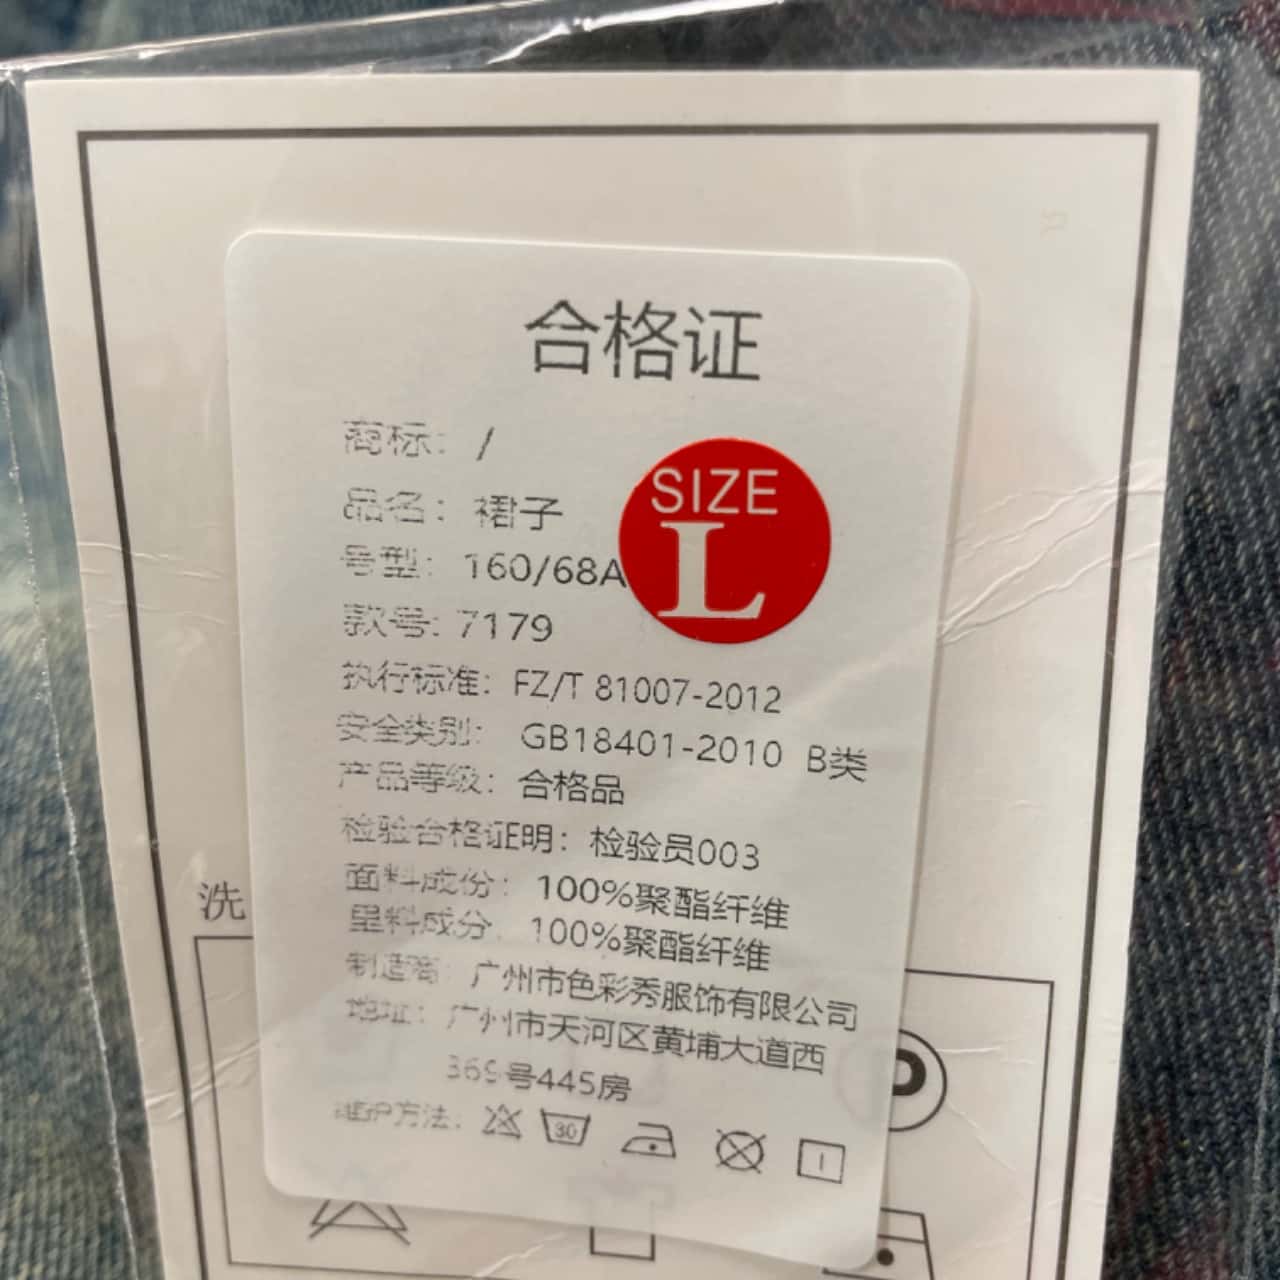 合格证
商标： /
SIZE
L
品名： 裙子
号型： 160/68A
款号: 7179
执行标准： FZ/T 81007-2012
安全类别： GB18401-2010 B类
产品等级： 合格品
检验合格证明： 检验员003
面料成份： 100%聚酯纤维
里料成分： 100%聚酯纤维
制造商： 广州市色彩秀服饰有限公司
地址： 广州市天河区黄埔大道西
369号445房
维护方法：
30
洗
P